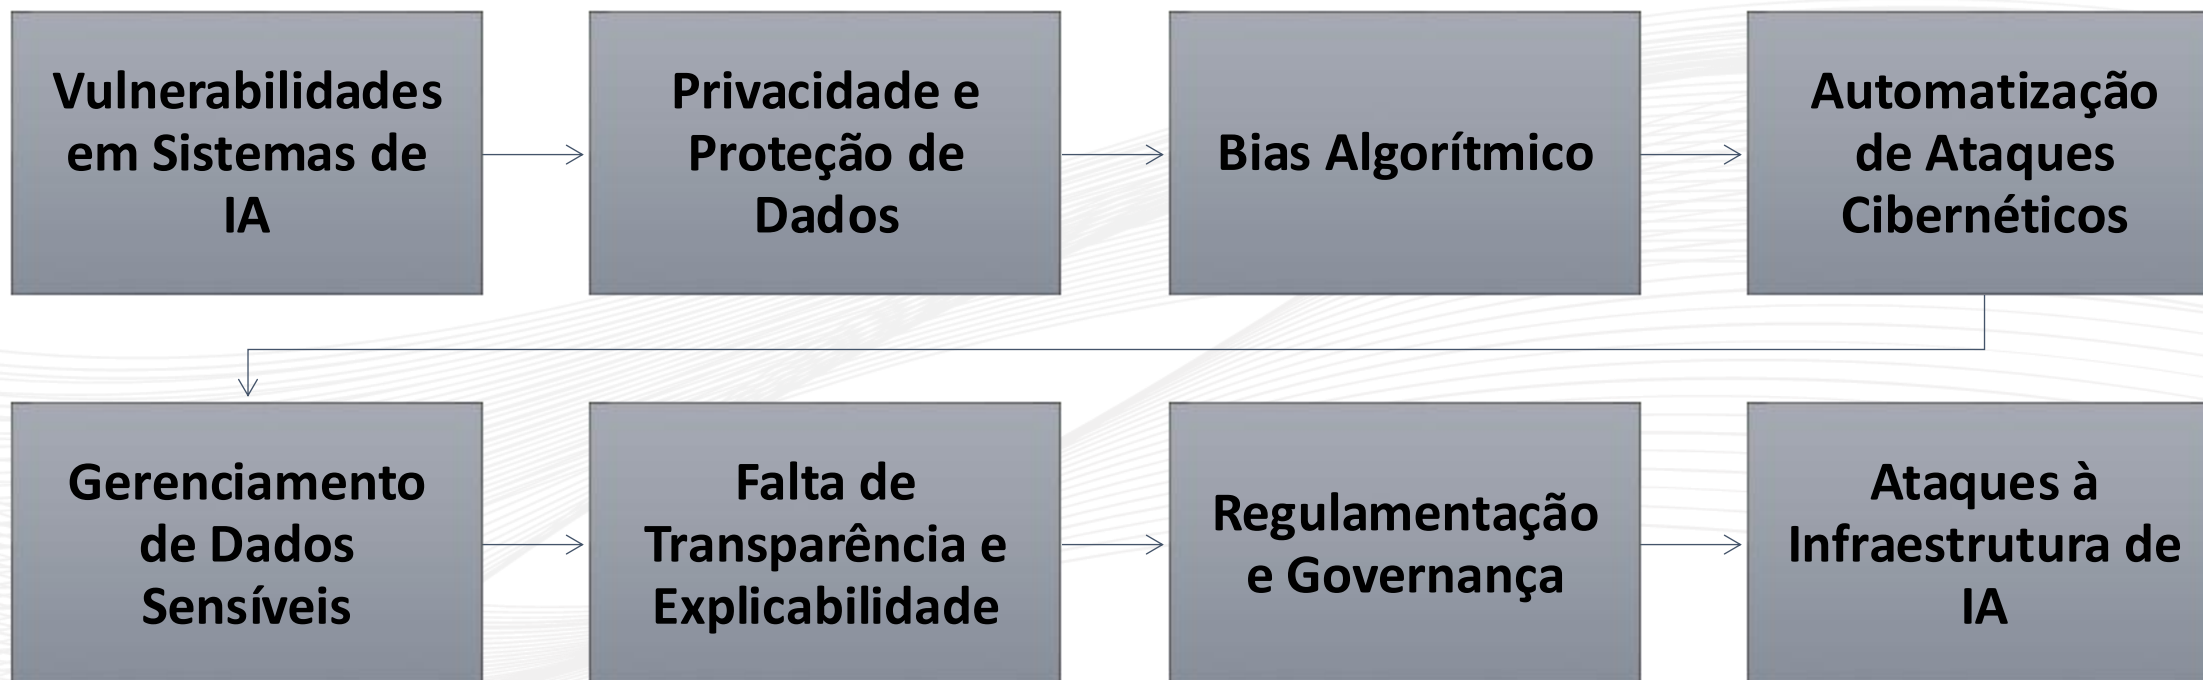 Vulnerabilidades
em Sistemas de
IA
Privacidade e
Proteção de
Dados
Bias Algorítmico
Automatização
de Ataques
Cibernéticos
Gerenciamento
de Dados
Sensíveis
Falta de
Transparência e
Explicabilidade
Regulamentação
e Governança
Ataques à
Infraestrutura de
IA